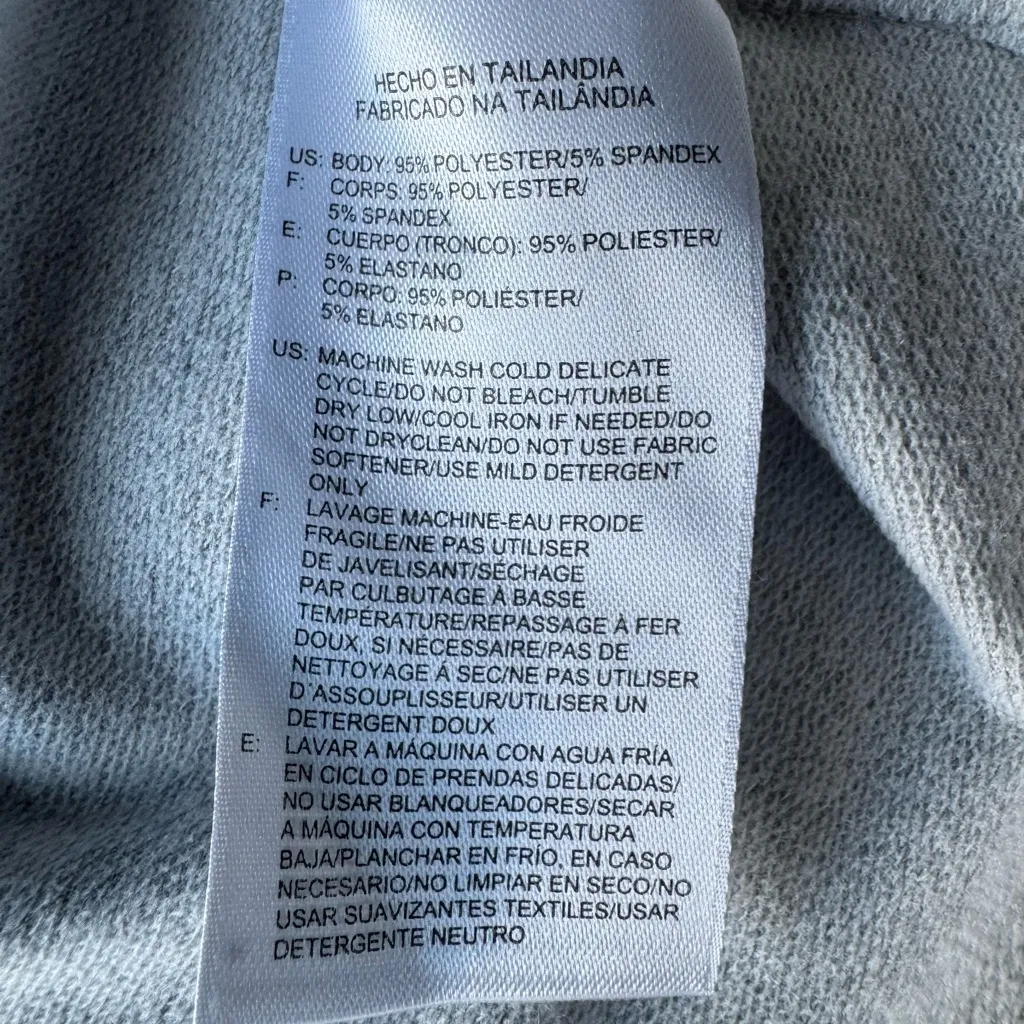 HECHO EN TAILANDIA
FABRICADO NA TAILÂNDIA
US: BODY: 95% POLYESTER/5% SPANDEX
F: CORPS: 95% POLYESTER/
5% SPANDEX
E: CUERPO (TRONCO): 95% POLIESTER/
5% ELASTANO
P: CORPO: 95% POLIÉSTER/
5% ELASTANO
US: MACHINE WASH COLD DELICATE
CYCLE/DO NOT BLEACH/TUMBLE
DRY LOW/COOL IRON IF NEEDED/DO
NOT DRYCLEAN/DO NOT USE FABRIC
SOFTENER/USE MILD DETERGENT
ONLY
F: LAVAGE MACHINE-EAU FROIDE
FRAGILE/NE PAS UTILISER
DE JAVELISANT/SÉCHAGE
PAR CULBUTAGE À BASSE
TEMPÉRATURE/REPASSAGE À FER
DOUX, SI NÉCESSAIRE/PAS DE
NETTOYAGE À SEC/NE PAS UTILISER
D´ASSOUPLISSEUR/UTILISER UN
DÉTERGENT DOUX
E: LAVAR A MÁQUINA CON AGUA FRÍA
EN CICLO DE PRENDAS DELICADAS/
NO USAR BLANQUEADORES/SECAR
A MÁQUINA CON TEMPERATURA
BAJA/PLANCHAR EN FRÍO, EN CASO
NECESARIO/NO LIMPIAR EN SECO/NO
USAR SUAVIZANTES TEXTILES/USAR
DETERGENTE NEUTRO